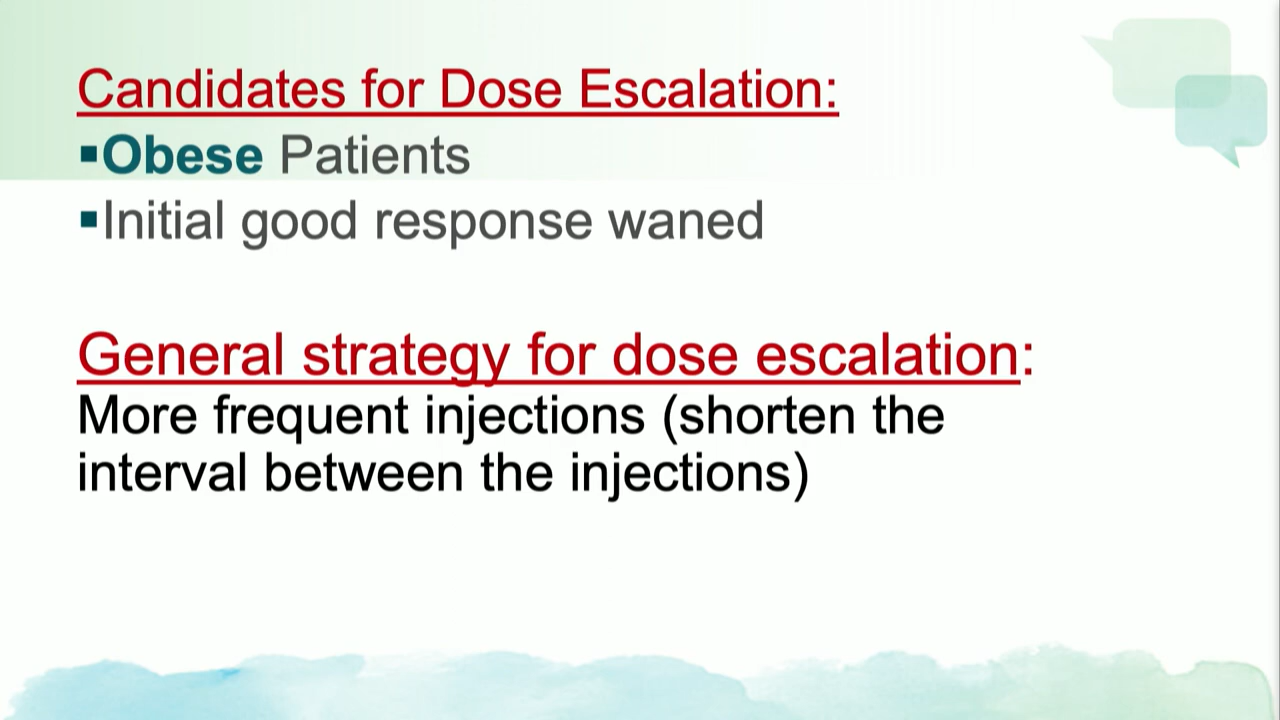 Candidates for Dose Escalation:
▪Obese Patients
▪Initial good response waned
General strategy for dose escalation:
More frequent injections (shorten the
interval between the injections)